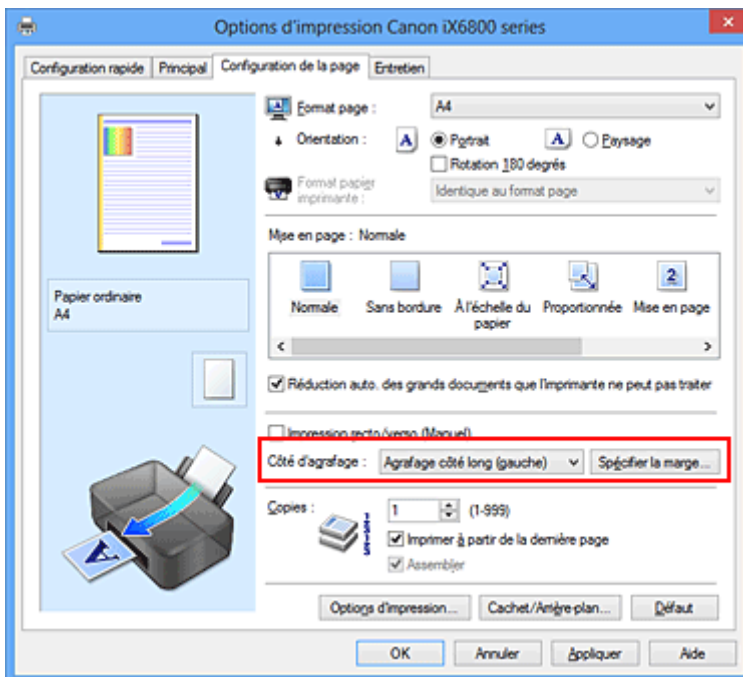 Options d'impression Canon iX6800 series
Configuration rapide Principal Configuration de la page Entretien
Format page : A4
Orientation : A Portrait A Paysage
Rotation 180 degrés
Format papier
imprimante : Identique au format page
Mise en page : Normale
Papier ordinaire
A4
Normale Sans bordure À l'échelle du
papier Proportionnée Mise en page
Réduction auto. des grands documents que l'imprimante ne peut pas traiter
Impression recto/verso (Manuel)
Côté d'agrafage : Agrafage côté long (gauche) Spécifier la marge...
Copies : 1 (1-999)
Imprimer à partir de la dernière page
Assembler
Options d'impression... Cachet/Arrière-plan... Défaut
OK Annuler Appliquer Aide